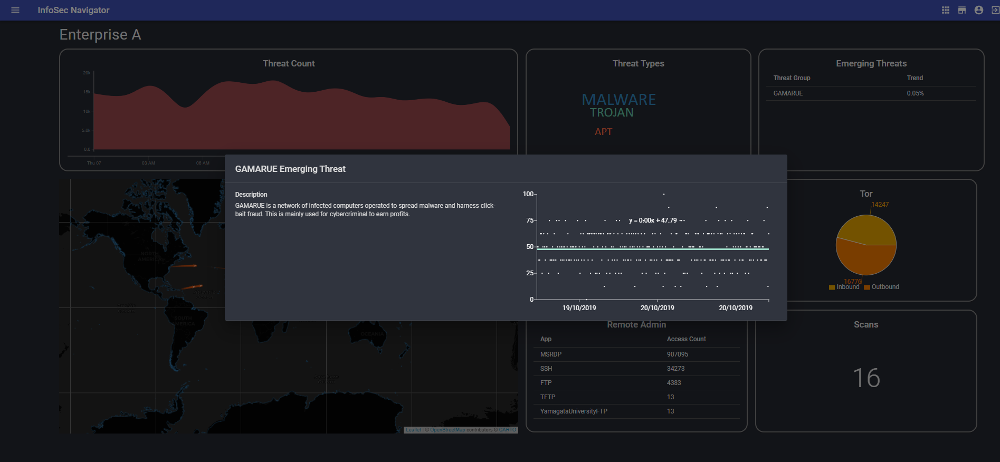 InfoSec Navigator
Enterprise A
Threat Count
20k
15k
10k
5.0k
0.0
Thu 07
03 AM
06 AM
Threat Types
MALWARE
TROJAN
APT
Emerging Threats
Threat Group Trend
GAMARUE 0.05%
GAMARUE Emerging Threat
Description
GAMARUE is a network of infected computers operated to spread malware and harness click-
bait fraud. This is mainly used for cybercriminal to earn profits.
100
75
50
25
0
y = 0.00x + 47.79
19/10/2019
20/10/2019
20/10/2019
NORTH
AMERICA
SOUTH
AMERICA
OCEANIA
Leaflet | © OpenStreetMap contributors © CARTO
Tor
14247
16776
Inbound Outbound
Remote Admin
App Access Count
MSRDP 907095
SSH 34273
FTP 4383
TFTP 13
YamagataUniversityFTP 13
Scans
16